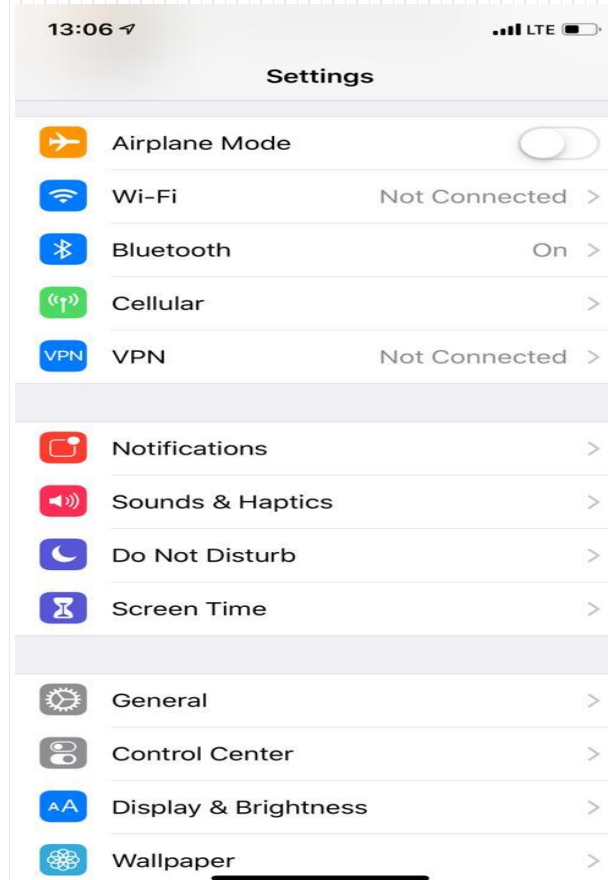 13:06 LTE
Settings
Airplane Mode
Wi-Fi Not Connected
Bluetooth On
Cellular
VPN VPN Not Connected
Notifications
Sounds & Haptics
Do Not Disturb
Screen Time
General
Control Center
AA Display & Brightness
Wallpaper